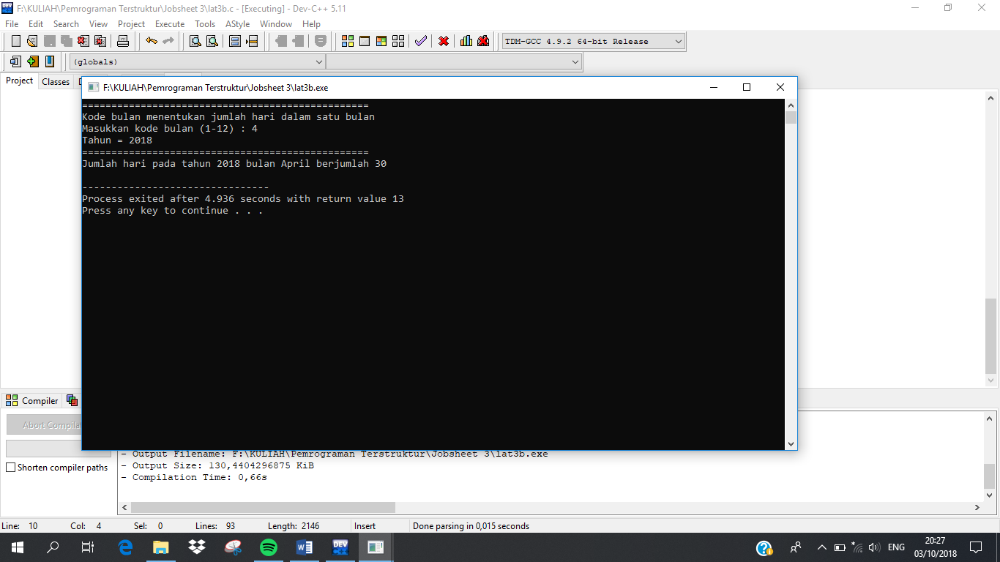 F:\KULIAH\Pemrograman Terstruktur\Jobsheet 3\lat3b.c - [Executing] - Dev-C++ 5.11
File Edit Search View Project Execute Tools AStyle Window Help
TDM-GCC 4.9.2 64-bit Release
(globals)
Project Classes
F:\KULIAH\Pemrograman Terstruktur\Jobsheet 3\lat3b.exe
=================================================
Kode bulan menentukan jumlah hari dalam satu bulan
Masukkan kode bulan (1-12) : 4
Tahun = 2018
=================================================
Jumlah hari pada tahun 2018 bulan April berjumlah 30
--------------------------------
Process exited after 4.936 seconds with return value 13
Press any key to continue . . .
Compiler
Abort Compila
Shorten compiler paths
- Output Filename: F:\KULIAH\Pemrograman Terstruktur\Jobsheet 3\lat3b.exe
- Output Size: 130,4404296875 KiB
- Compilation Time: 0,66s
Line: 10 Col: 4 Sel: 0 Lines: 93 Length: 2146 Insert Done parsing in 0,015 seconds
DEV
ENG
20:27
03/10/2018